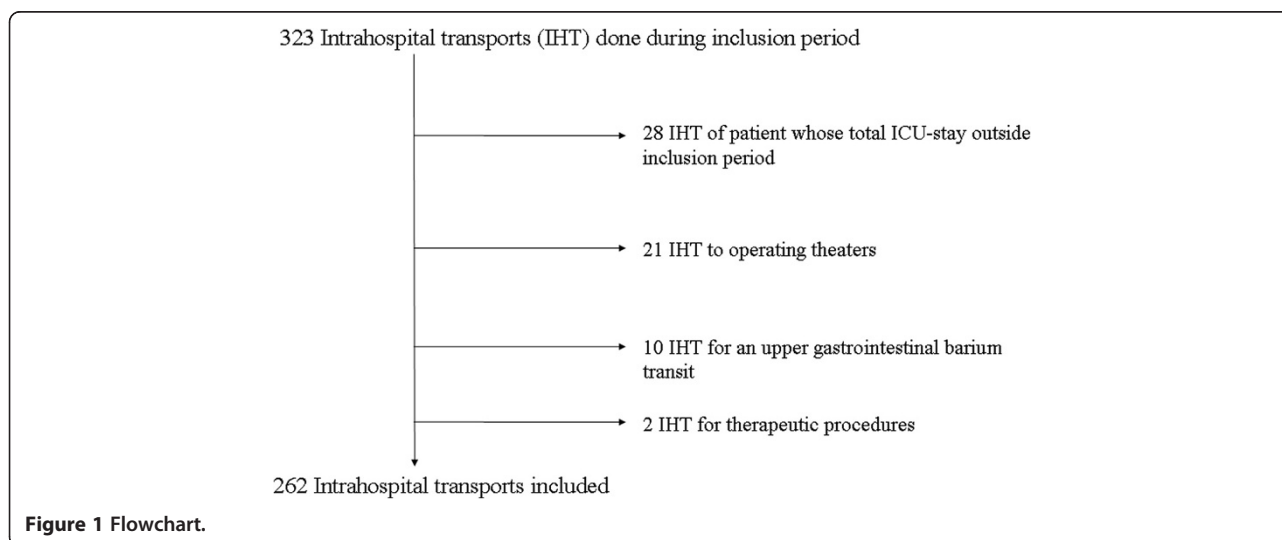 323 Intrahospital transports (IHT) done during inclusion period
28 IHT of patient whose total ICU-stay outside
inclusion period
21 IHT to operating theaters
10 IHT for an upper gastrointestinal barium
transit
2 IHT for therapeutic procedures
262 Intrahospital transports included
Figure 1 Flowchart.